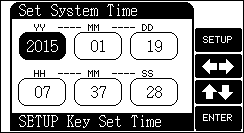 Set System Time
YY ---- MM ---- DD
2015 01 19
HH ---- MM ---- SS
07 37 28
SETUP Key Set Time
SETUP
ENTER